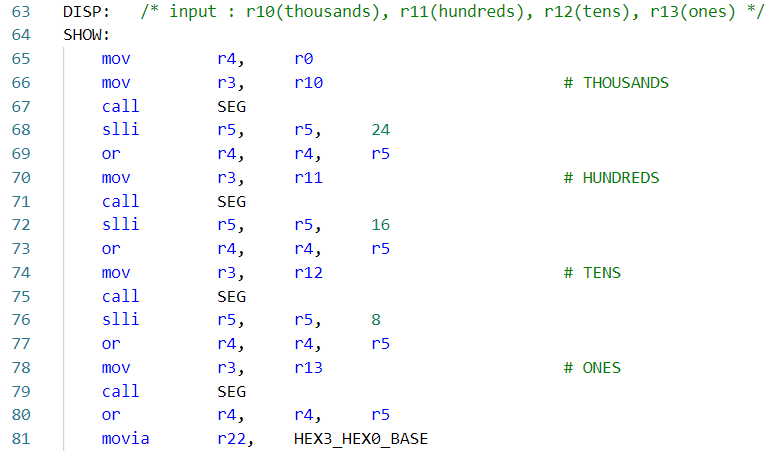 63 DISP: /* input : r10(thousands), r11(hundreds), r12(tens), r13(ones) */
64 SHOW:
65 mov r4, r0
66 mov r3, r10 # THOUSANDS
67 call SEG
68 slli r5, r5, 24
69 or r4, r4, r5
70 mov r3, r11 # HUNDREDS
71 call SEG
72 slli r5, r5, 16
73 or r4, r4, r5
74 mov r3, r12 # TENS
75 call SEG
76 slli r5, r5, 8
77 or r4, r4, r5
78 mov r3, r13 # ONES
79 call SEG
80 or r4, r4, r5
81 movia r22, HEX3_HEX0_BASE